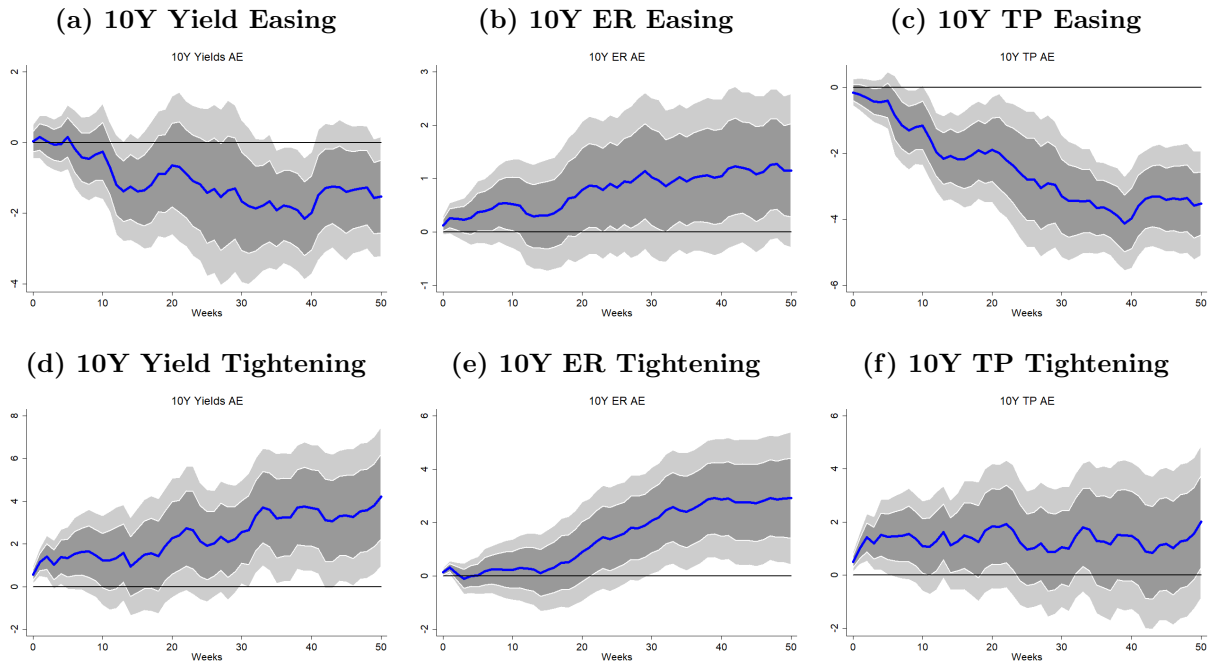 (a) 10Y Yield Easing
10Y Yields AE
2
0
-2
-4
0 10 20 30 40 50
Weeks
(b) 10Y ER Easing
10Y ER AE
3
2
1
0
-1
0 10 20 30 40 50
Weeks
(c) 10Y TP Easing
10Y TP AE
0
-2
-4
-6
0 10 20 30 40 50
Weeks
(d) 10Y Yield Tightening
10Y Yields AE
8
6
4
2
0
-2
0 10 20 30 40 50
Weeks
(e) 10Y ER Tightening
10Y ER AE
6
4
2
0
-2
0 10 20 30 40 50
Weeks
(f) 10Y TP Tightening
10Y TP AE
6
4
2
0
-2
0 10 20 30 40 50
Weeks